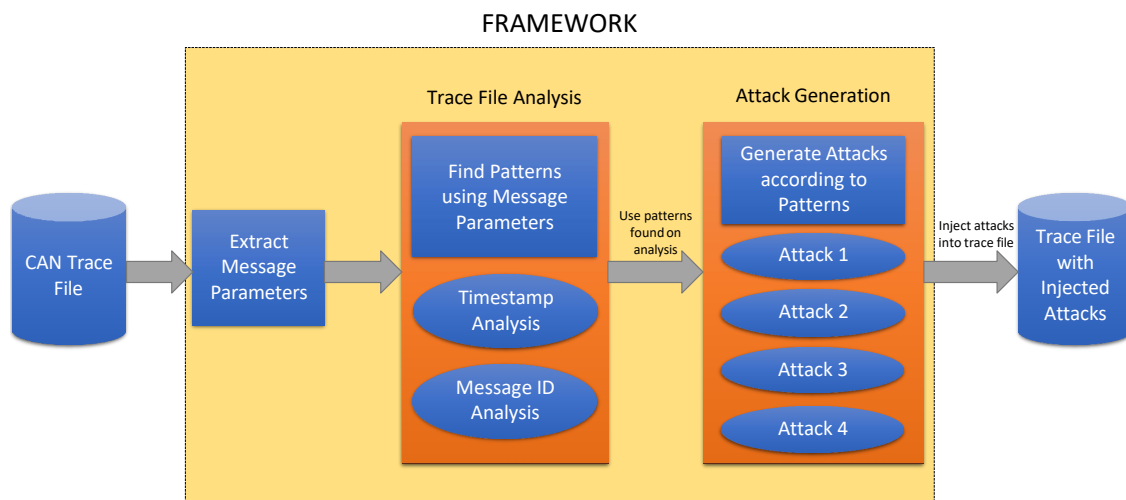 FRAMEWORK
CAN Trace
File
Extract
Message
Parameters
Trace File Analysis
Find Patterns
using Message
Parameters
Timestamp
Analysis
Message ID
Analysis
Use patterns
found on
analysis
Attack Generation
Generate Attacks
according to
Patterns
Attack 1
Attack 2
Attack 3
Attack 4
Inject attacks
into trace file
Trace File
with
Injected
Attacks